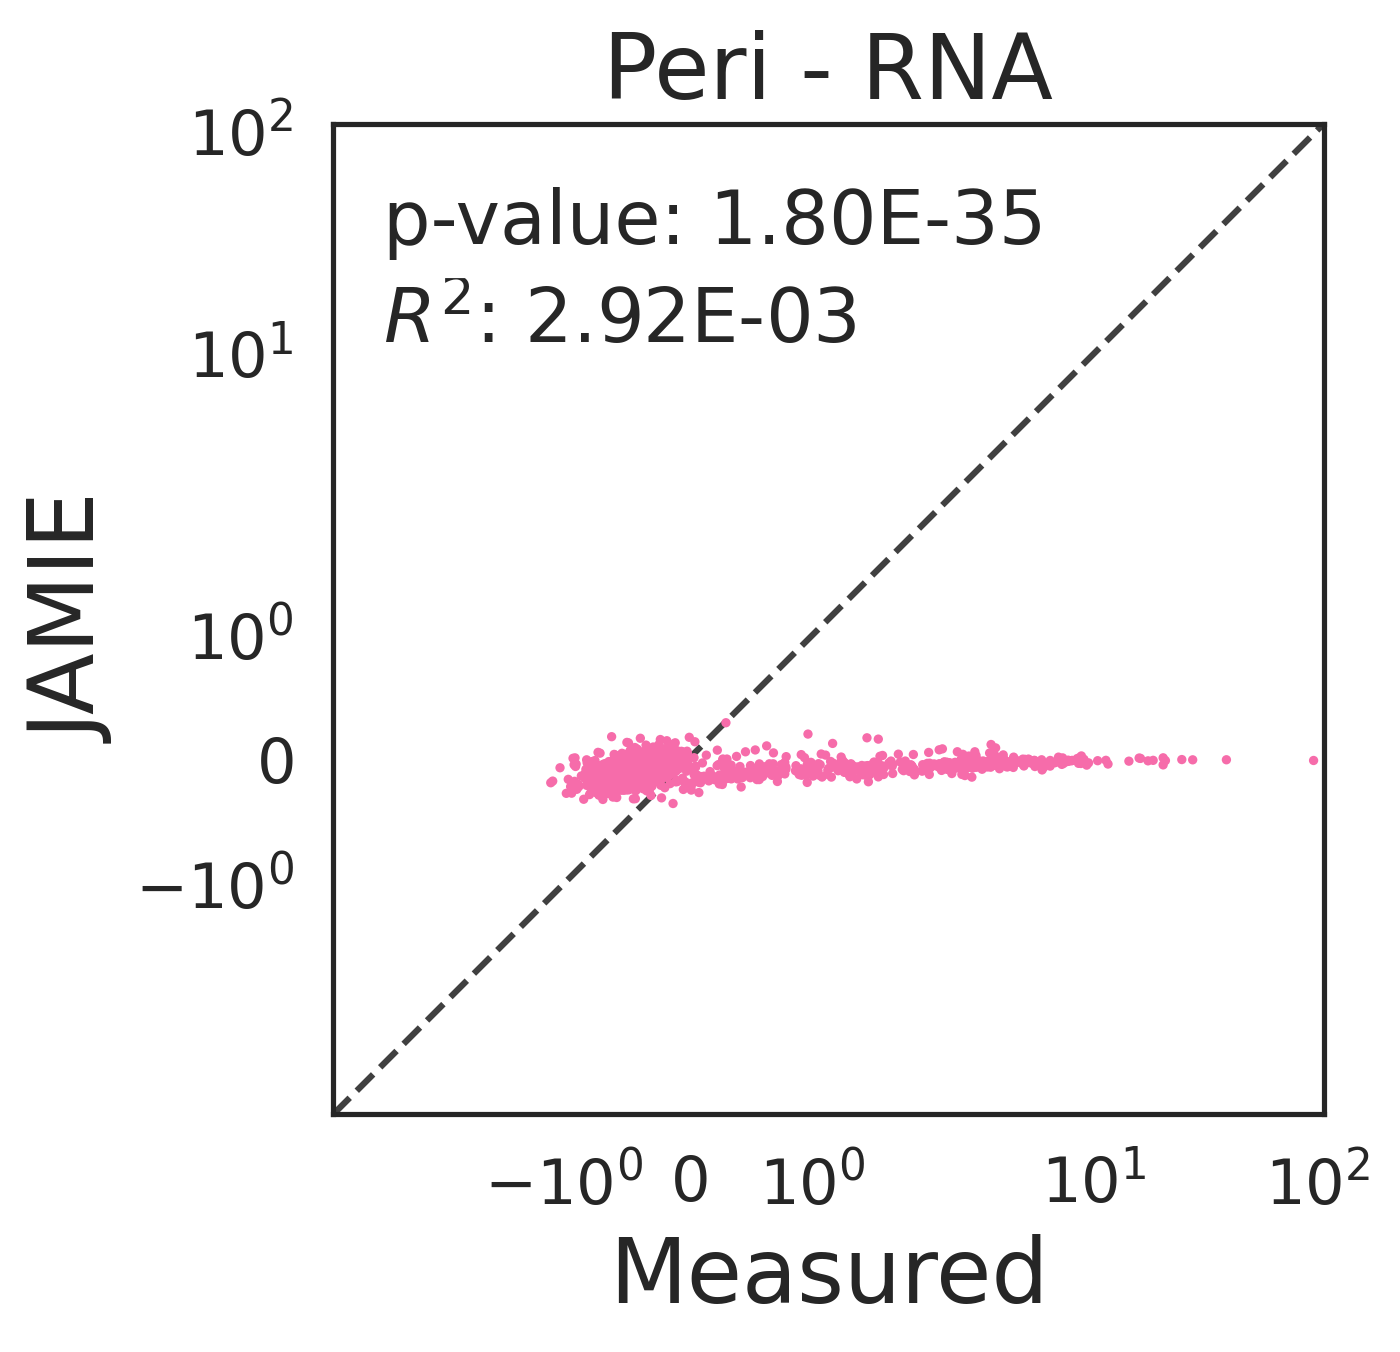 Peri - RNA
10²
p-value: 1.80E-35
R²: 2.92E-03
10¹
JAMIE
10⁰
0
−10⁰
−10⁰ 0 10⁰ 10¹ 10²
Measured